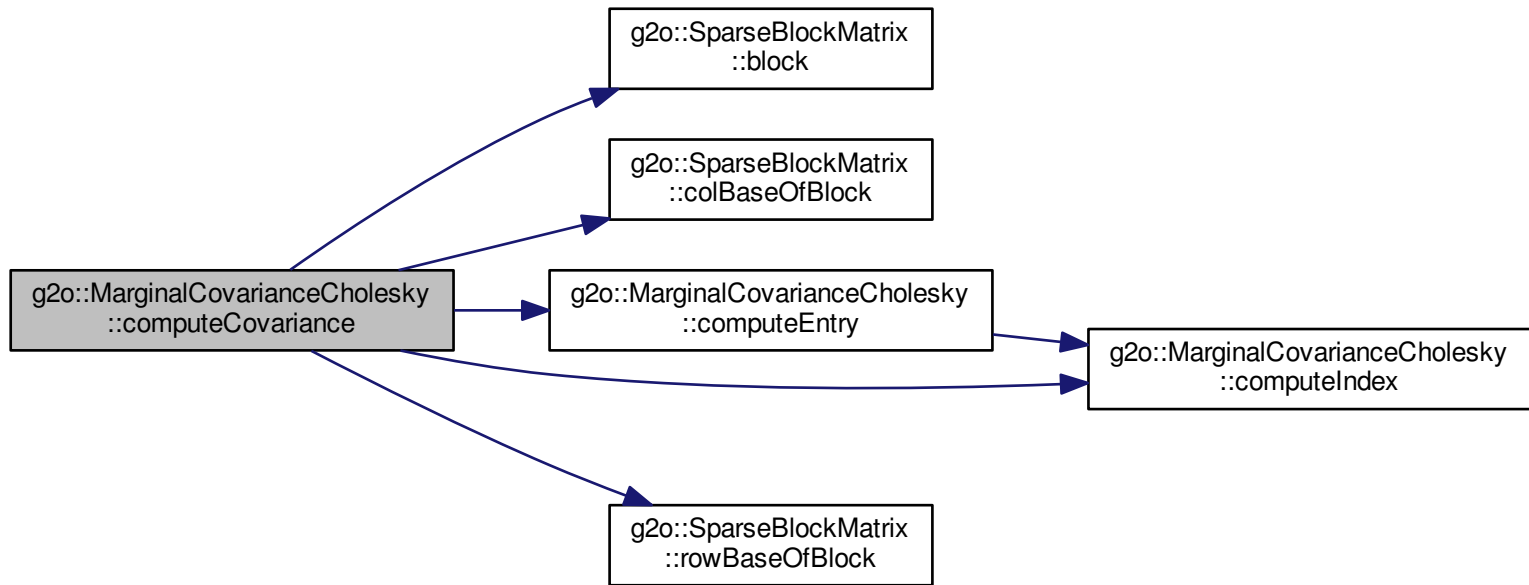 g2o::SparseBlockMatrix
::block
g2o::SparseBlockMatrix
::colBaseOfBlock
g2o::MarginalCovarianceCholesky
::computeCovariance
g2o::MarginalCovarianceCholesky
::computeEntry
g2o::MarginalCovarianceCholesky
::computeIndex
g2o::SparseBlockMatrix
::rowBaseOfBlock